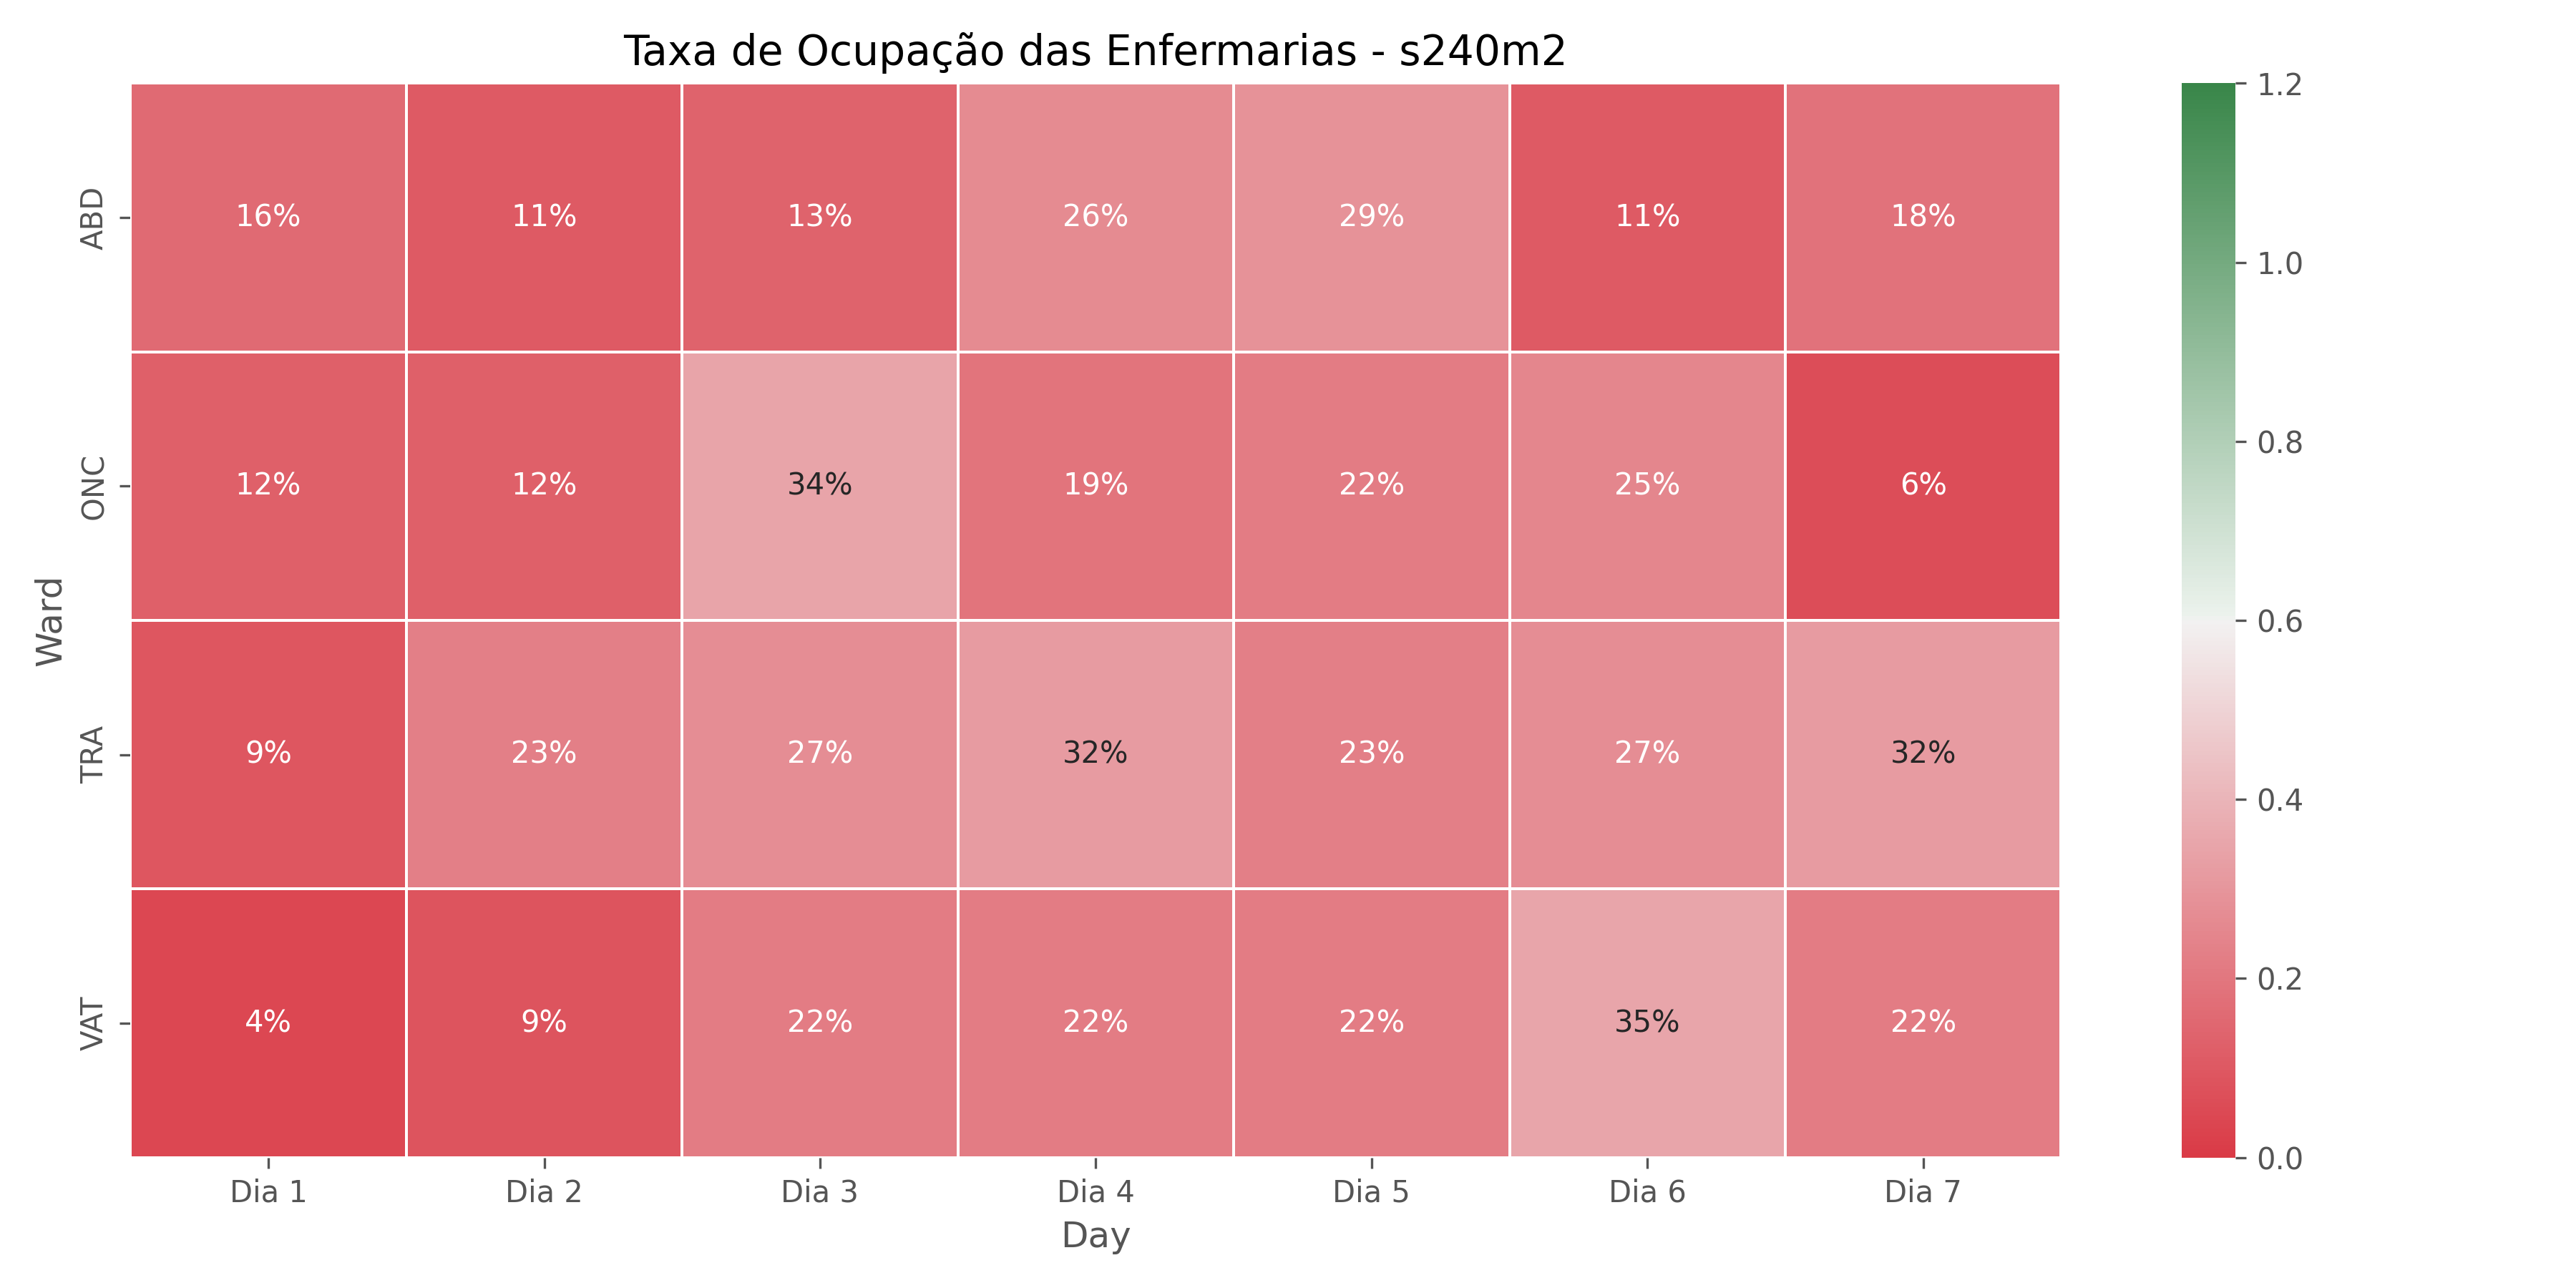 Taxa de Ocupação das Enfermarias - s240m2
Ward
ABD 16% 11% 13% 26% 29% 11% 18%
ONC 12% 12% 34% 19% 22% 25% 6%
TRA 9% 23% 27% 32% 23% 27% 32%
VAT 4% 9% 22% 22% 22% 35% 22%
Dia 1 Dia 2 Dia 3 Dia 4 Dia 5 Dia 6 Dia 7
Day
1.2
1.0
0.8
0.6
0.4
0.2
0.0